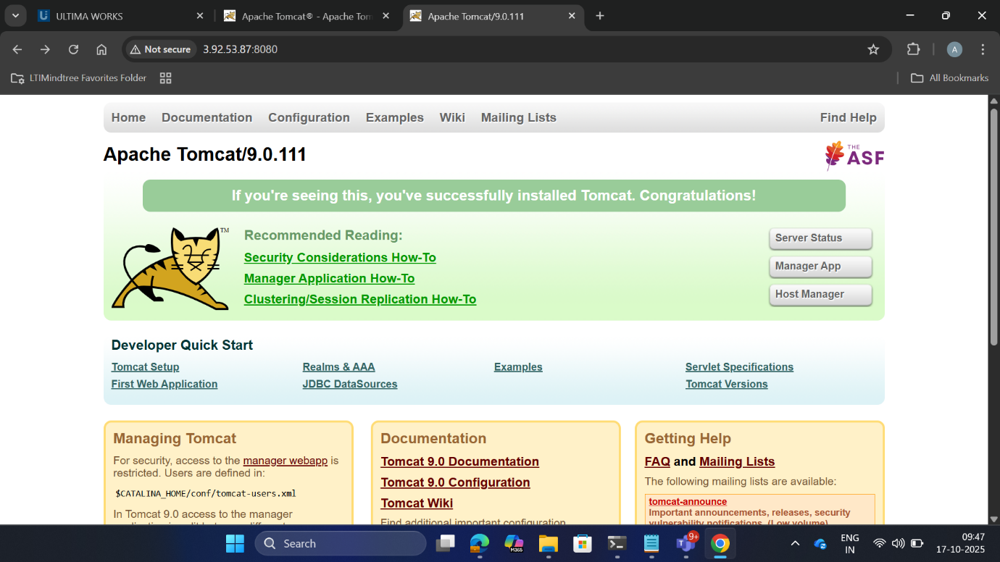 ULTIMA WORKS
Apache Tomcat® - Apache Tom
Apache Tomcat/9.0.111
Not secure
3.92.53.87:8080
A
LTIMindtree Favorites Folder
All Bookmarks
Home Documentation Configuration Examples Wiki Mailing Lists Find Help
Apache Tomcat/9.0.111
THE
ASF
If you're seeing this, you've successfully installed Tomcat. Congratulations!
TM
Recommended Reading:
Security Considerations How-To
Manager Application How-To
Clustering/Session Replication How-To
Server Status
Manager App
Host Manager
Developer Quick Start
Tomcat Setup
First Web Application
Realms & AAA
JDBC DataSources
Examples
Servlet Specifications
Tomcat Versions
Managing Tomcat
For security, access to the manager webapp is
restricted. Users are defined in:
$CATALINA_HOME/conf/tomcat-users.xml
In Tomcat 9.0 access to the manager
Documentation
Tomcat 9.0 Documentation
Tomcat 9.0 Configuration
Tomcat Wiki
Find additional important configuration
Getting Help
FAQ and Mailing Lists
The following mailing lists are available:
tomcat-announce
Important announcements, releases, security
vulnerability notifications. (Low volume)
Search
M365
9+
ENG
IN
09:47
17-10-2025